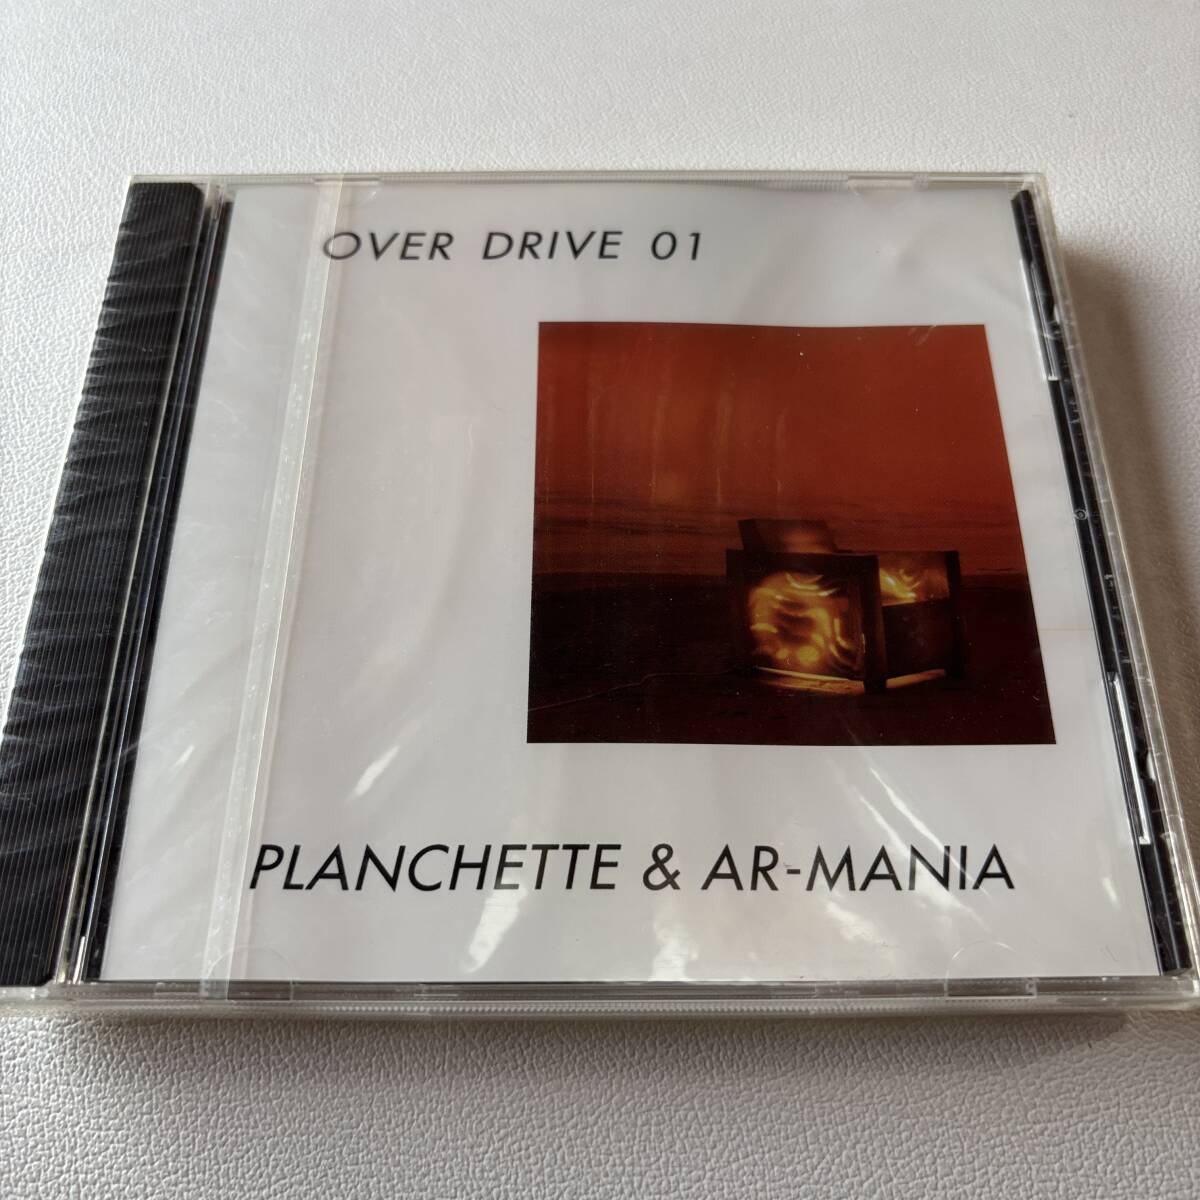 OVER DRIVE 01
PLANCHETTE & AR-MANIA